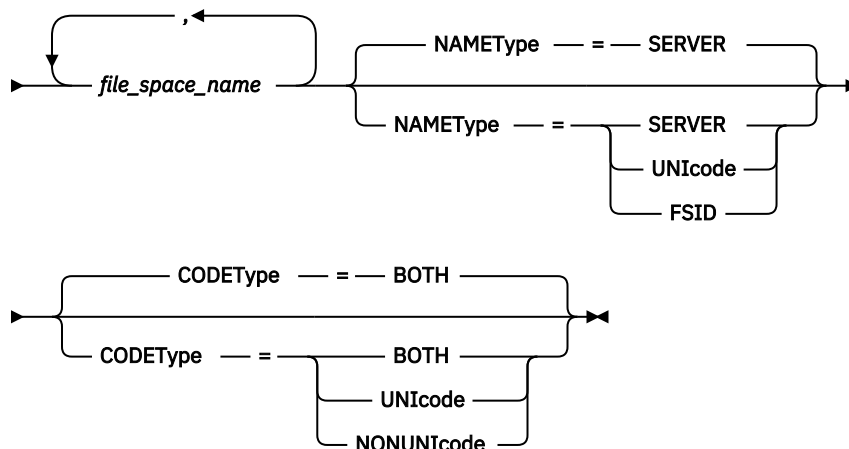 ,
NAMEType = SERVER
file_space_name
NAMEType = SERVER
UNIcode
FSID
CODEType = BOTH
CODEType = BOTH
UNIcode
NONUNIcode